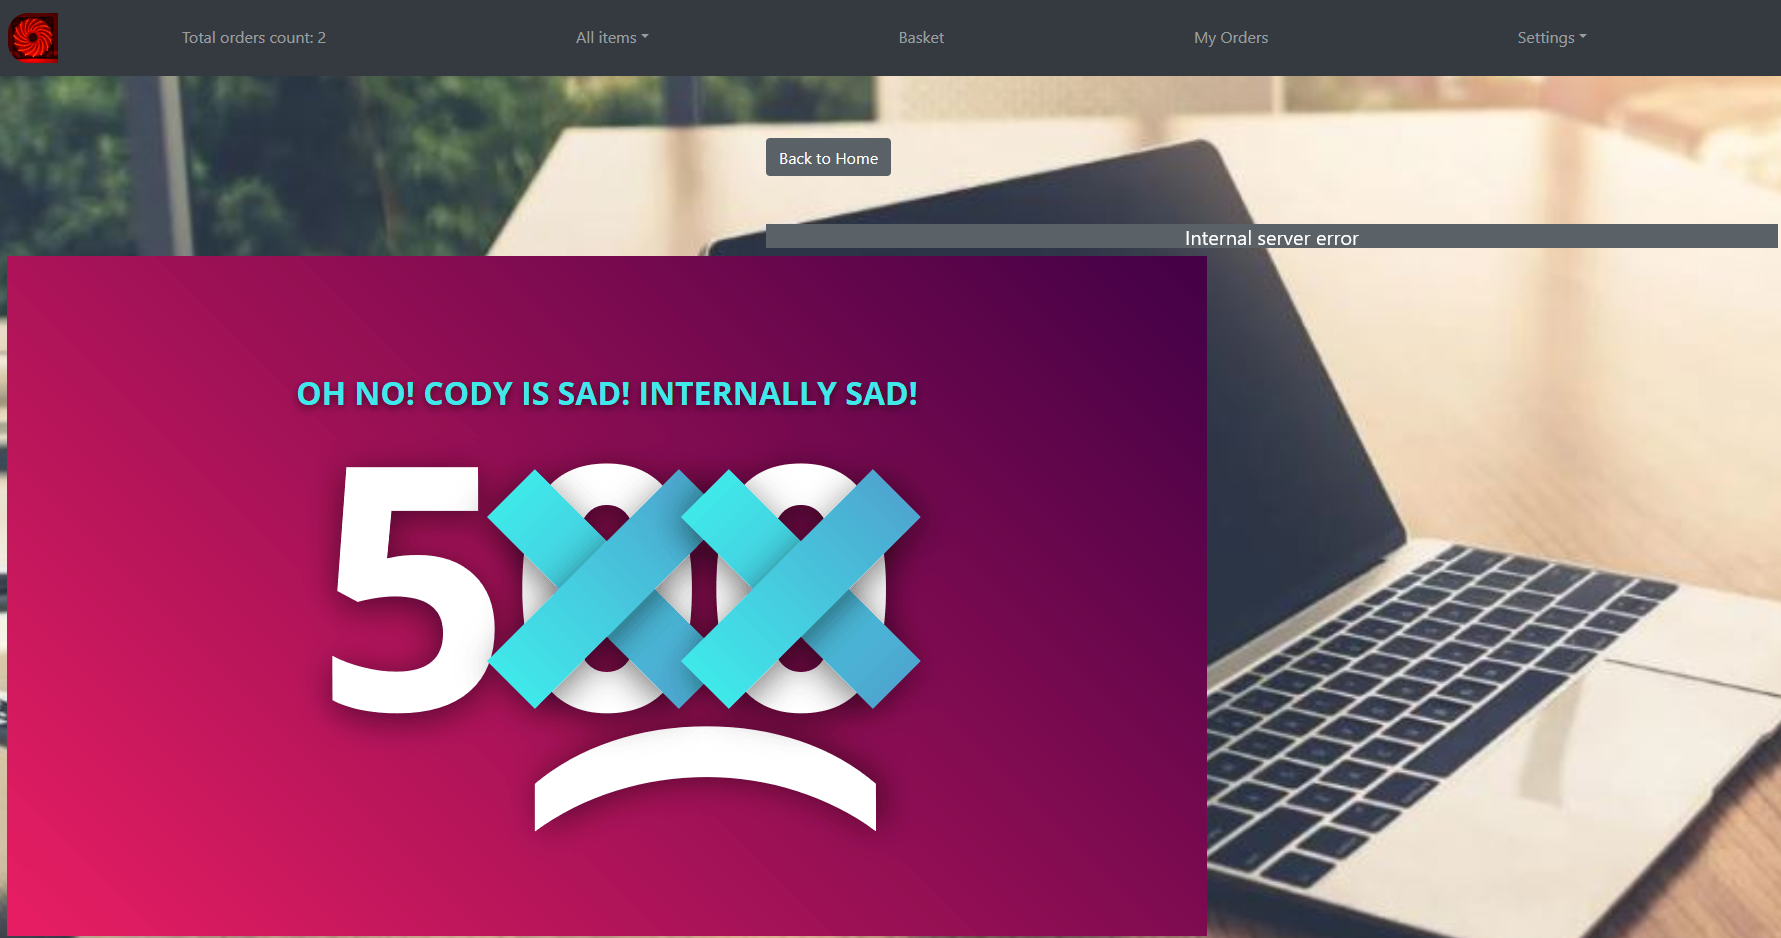 Total orders count: 2 All items Basket My Orders Settings
Back to Home
Internal server error
OH NO! CODY IS SAD! INTERNALLY SAD!
500